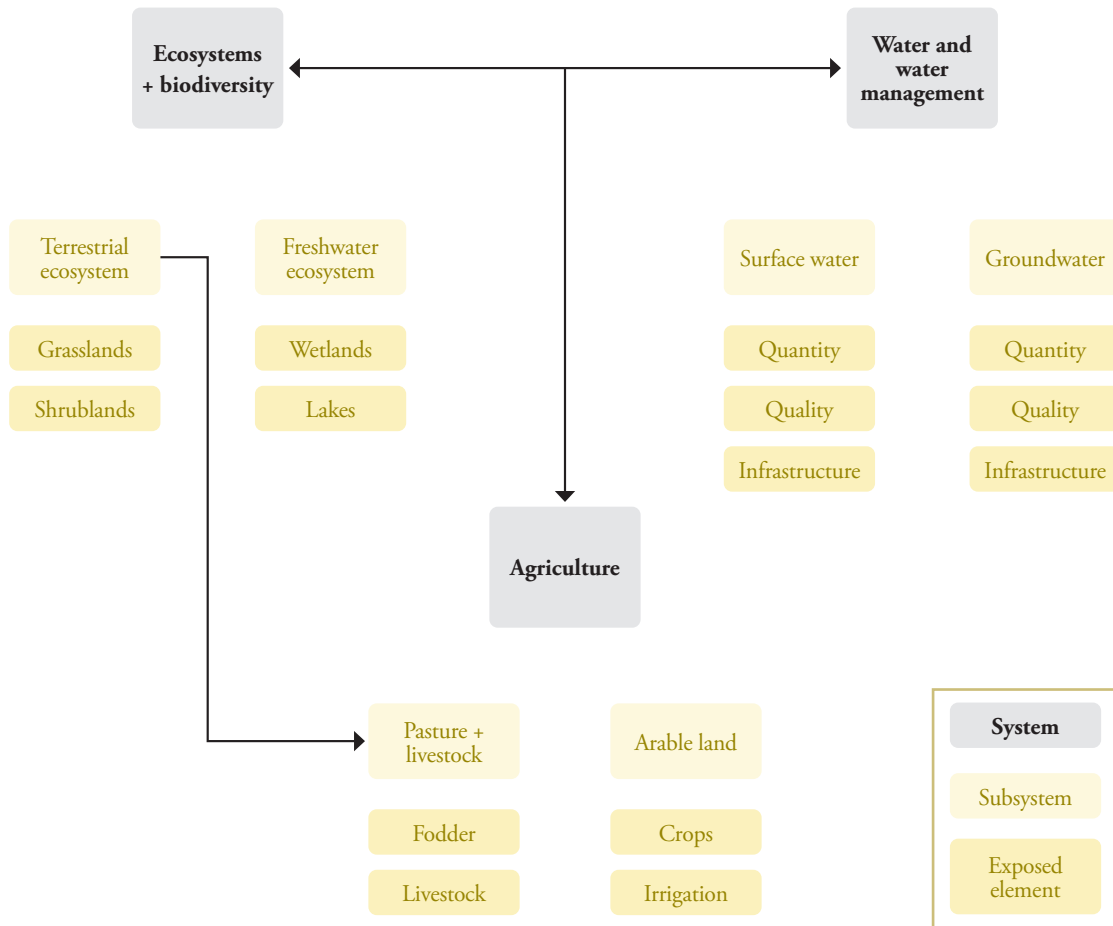 Ecosystems
+ biodiversity
Water and
water
management
Terrestrial
ecosystem
Freshwater
ecosystem
Surface water
Groundwater
Grasslands
Wetlands
Quantity
Quantity
Shrublands
Lakes
Quality
Quality
Infrastructure
Infrastructure
Agriculture
Pasture +
livestock
Arable land
Fodder
Crops
Livestock
Irrigation
System
Subsystem
Exposed
element